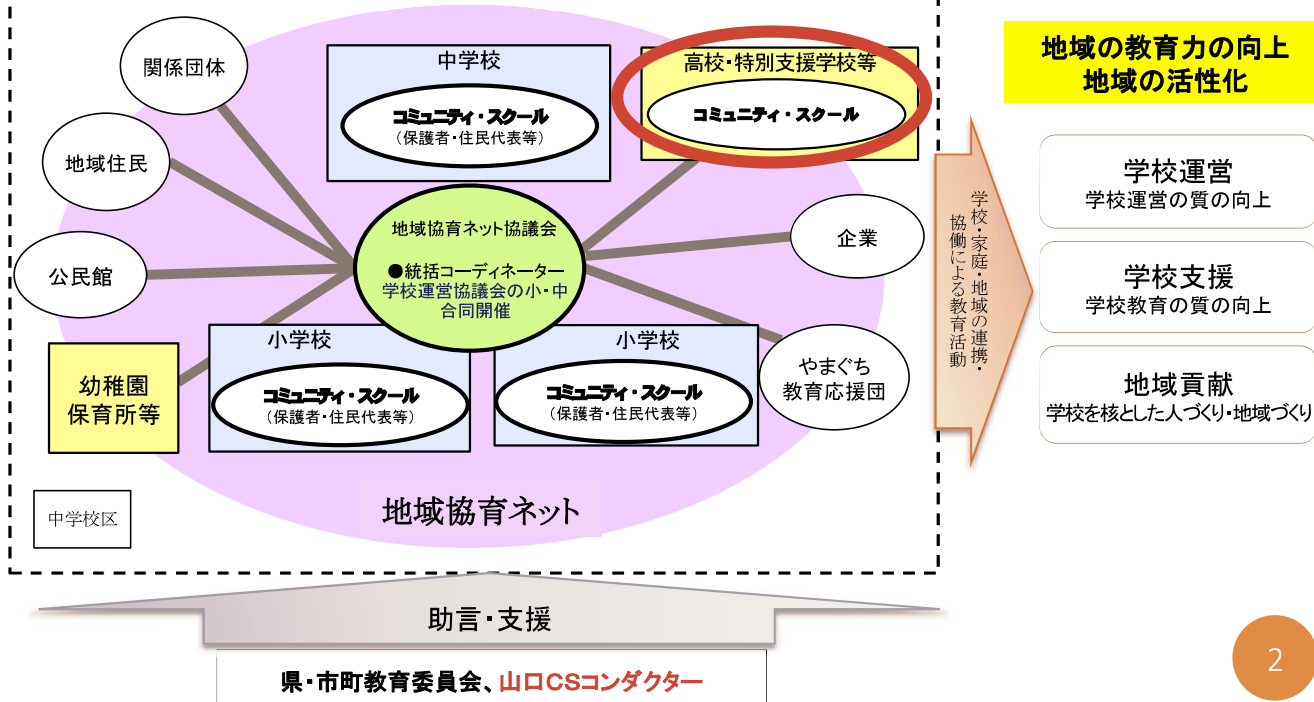 関係団体
地域住民
公民館
幼稚園
保育所等
中学校区
中学校
コミュニティ・スクール
(保護者・住民代表等)
高校・特別支援学校等
コミュニティ・スクール
地域協育ネット協議会
●統括コーディネーター
学校運営協議会の小・中
合同開催
小学校
コミュニティ・スクール
(保護者・住民代表等)
小学校
コミュニティ・スクール
(保護者・住民代表等)
企業
やまぐち
教育応援団
地域協育ネット
学校・家庭・地域の連携・
協働による教育活動
地域の教育力の向上
地域の活性化
学校運営
学校運営の質の向上
学校支援
学校教育の質の向上
地域貢献
学校を核とした人づくり・地域づくり
助言・支援
県・市町教育委員会、山口CSコンダクター
2